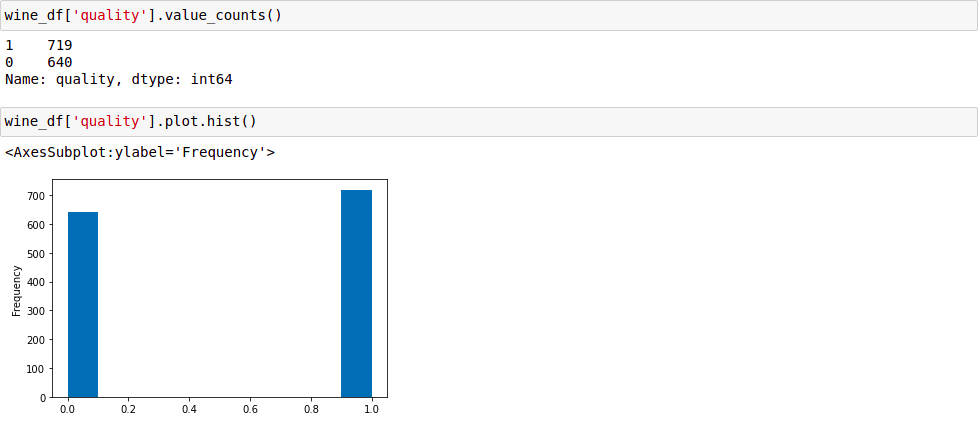 wine_df['quality'].value_counts()
1    719
0    640
Name: quality, dtype: int64
wine_df['quality'].plot.hist()
<AxesSubplot:ylabel='Frequency'>
700
600
500
400
300
200
100
0
Frequency
0.0 0.2 0.4 0.6 0.8 1.0